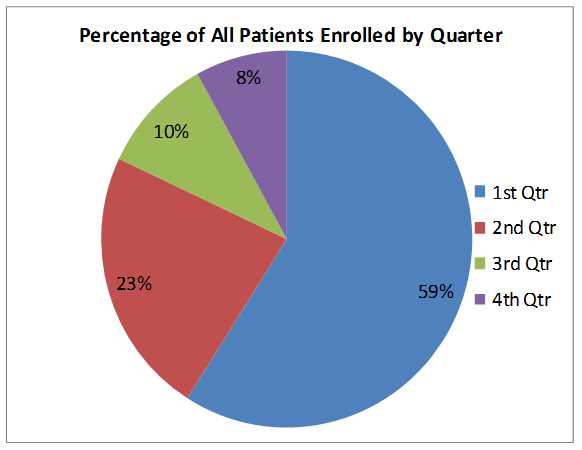 Percentage of All Patients Enrolled by Quarter
8%
10%
23%
59%
1st Qtr
2nd Qtr
3rd Qtr
4th Qtr